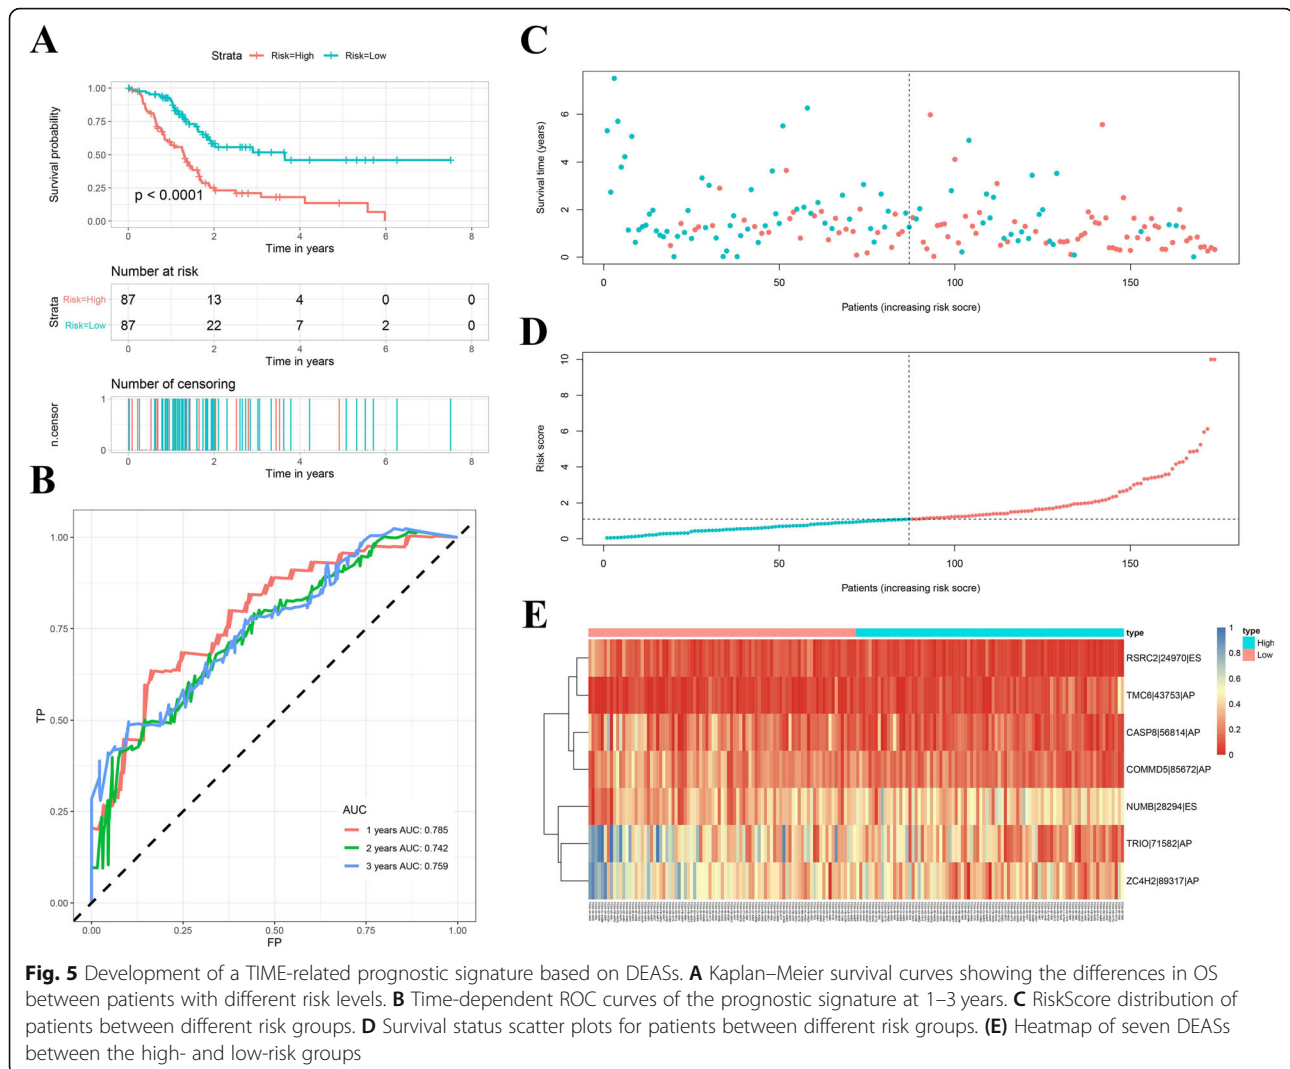 A
Strata Risk=High Risk=Low
Survival probability
1.00
0.75
0.50
0.25
0.00
p < 0.0001
0 2 4 6 8
Time in years
Number at risk
Strata
Risk=High 87 13 4 0 0
Risk=Low 87 22 7 2 0
0 2 4 6 8
Time in years
Number of censoring
n.censor
1
0
0 2 4 6 8
Time in years
B
TP
1.00
0.75
0.50
0.25
0.00
AUC
1 years AUC: 0.785
2 years AUC: 0.742
3 years AUC: 0.759
0.00 0.25 0.50 0.75 1.00
FP
C
Survival time (years)
6
4
2
0
0 50 100 150
Patients (increasing risk socre)
D
Risk score
10
8
6
4
2
0
0 50 100 150
Patients (increasing risk socre)
E
type
RSRC2|24970|ES
TMC6|43753|AP
CASP8|56814|AP
COMMD5|85672|AP
NUMB|28294|ES
TRIO|71582|AP
ZC4H2|89317|AP
1
0.8
0.6
0.4
0.2
0
type
High
Low
Fig. 5 Development of a TIME-related prognostic signature based on DEASs. A Kaplan–Meier survival curves showing the differences in OS
between patients with different risk levels. B Time-dependent ROC curves of the prognostic signature at 1–3 years. C RiskScore distribution of
patients between different risk groups. D Survival status scatter plots for patients between different risk groups. (E) Heatmap of seven DEASs
between the high- and low-risk groups